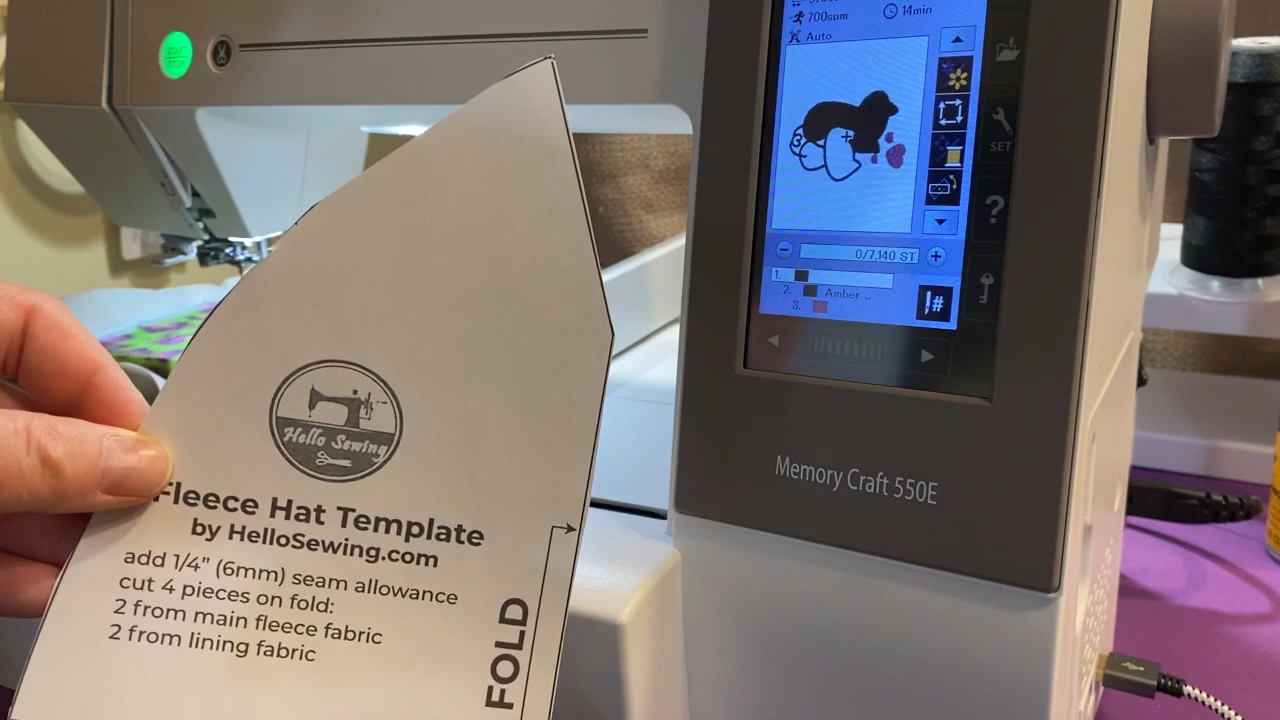 START/
STOP
700spm
14min
Auto
SET
?
0/7,140 ST
1.
2. Amber ..
3.
#
Memory Craft 550E
Hello Sewing
Fleece Hat Template
by HelloSewing.com
add 1/4" (6mm) seam allowance
cut 4 pieces on fold:
2 from main fleece fabric
2 from lining fabric
FOLD